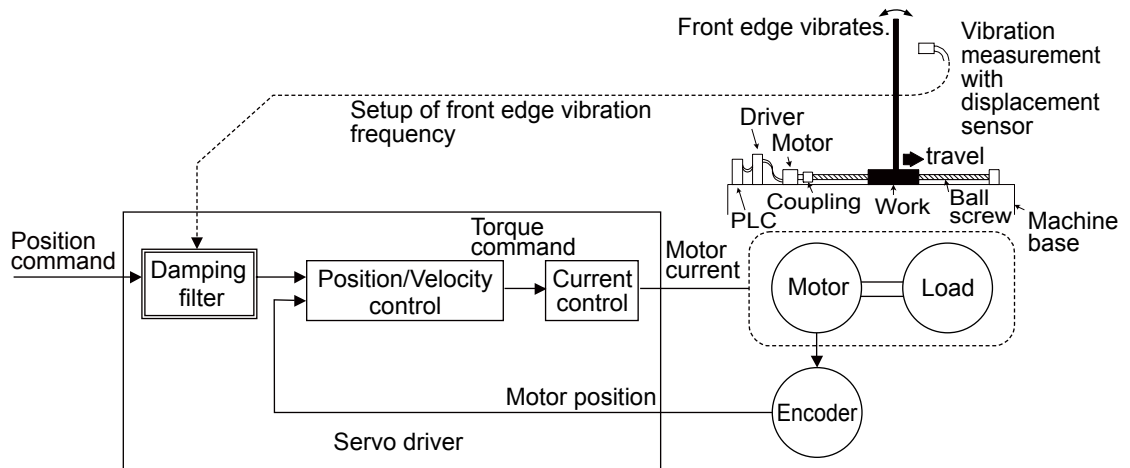 Front edge vibrates.
Vibration
measurement
with
displacement
sensor
Setup of front edge vibration
frequency
Driver
Motor
travel
PLC
Coupling
Work
Ball
screw
Machine
base
Position
command
Damping
filter
Position/Velocity
control
Torque
command
Current
control
Motor
current
Motor
Load
Motor position
Encoder
Servo driver